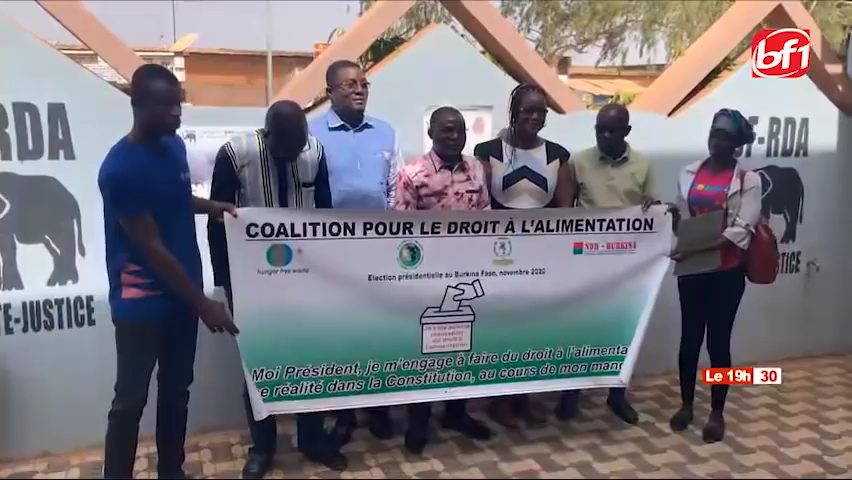 bf1
-RDA
F-RDA
TE-JUSTICE
STICE
COALITION POUR LE DROIT À L'ALIMENTATION
hunger free world
NDH - BURKINA
Election présidentielle au Burkina Faso, novembre 2020
Moi Président, je m'engage à faire du droit à l'alimenta
e réalité dans la Constitution, au cours de mon mand
Le 19h 30